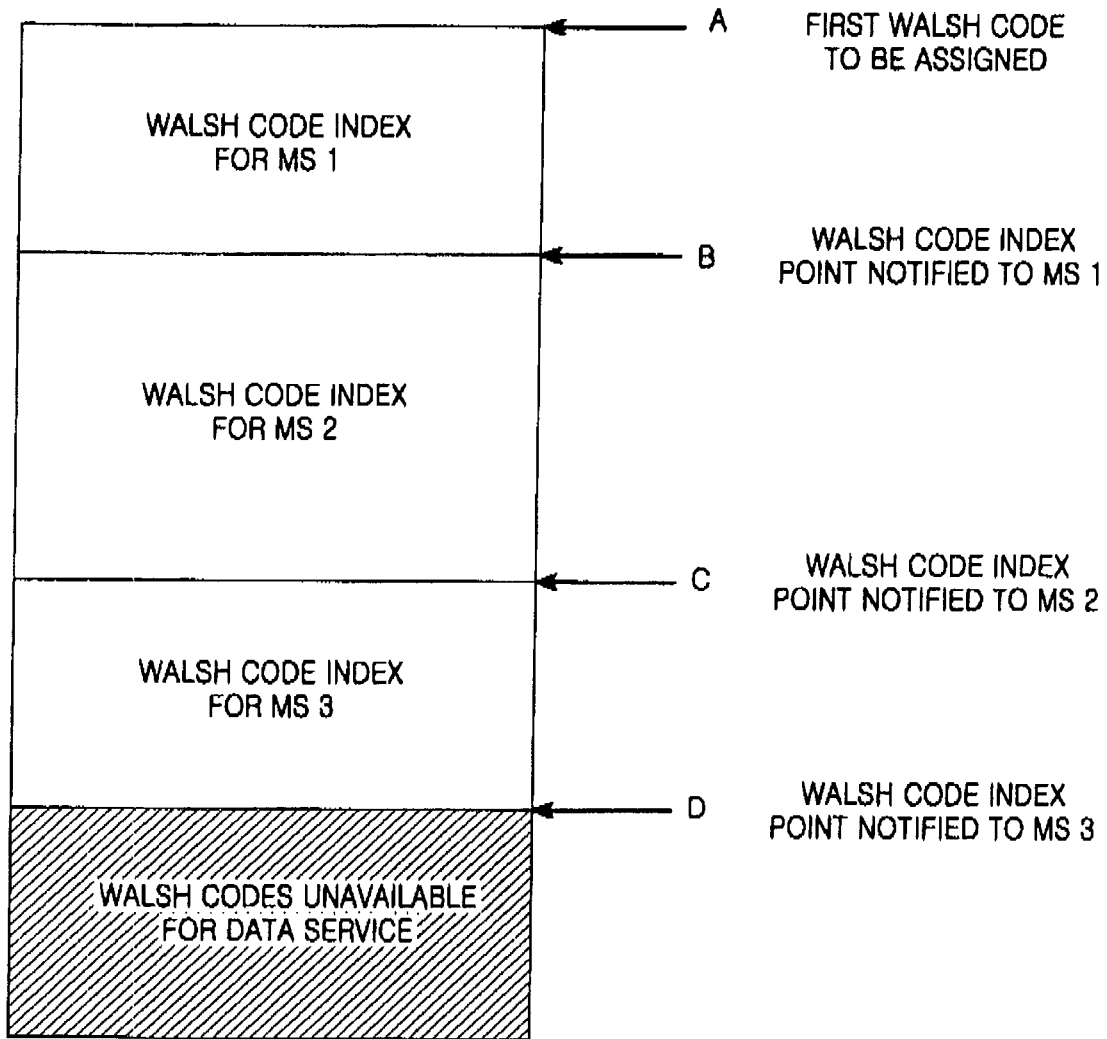 A
FIRST WALSH CODE
TO BE ASSIGNED
WALSH CODE INDEX
FOR MS 1
B
WALSH CODE INDEX
POINT NOTIFIED TO MS 1
WALSH CODE INDEX
FOR MS 2
C
WALSH CODE INDEX
POINT NOTIFIED TO MS 2
WALSH CODE INDEX
FOR MS 3
D
WALSH CODE INDEX
POINT NOTIFIED TO MS 3
WALSH CODES UNAVAILABLE
FOR DATA SERVICE